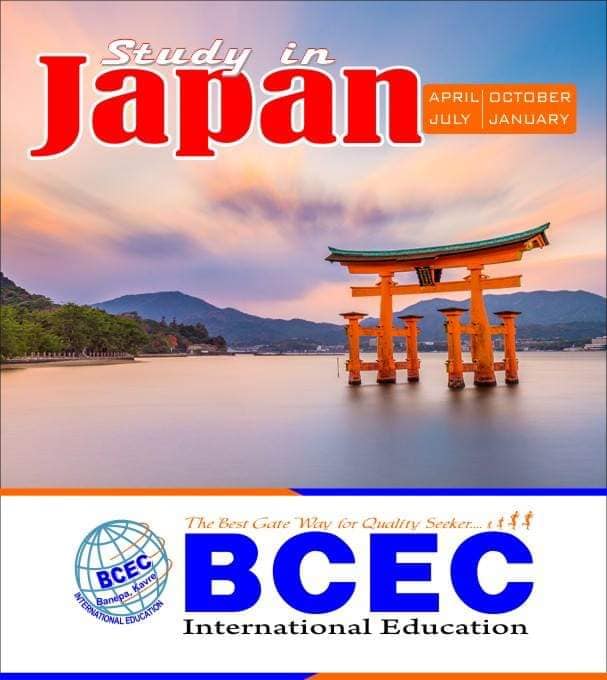 Study in
Japan
APRIL OCTOBER
JULY JANUARY
The Best Gate Way for Quality Seeker....
BCEC
International Education
BCEC
Banepa, Kavre
INTERNATIONAL EDUCATION